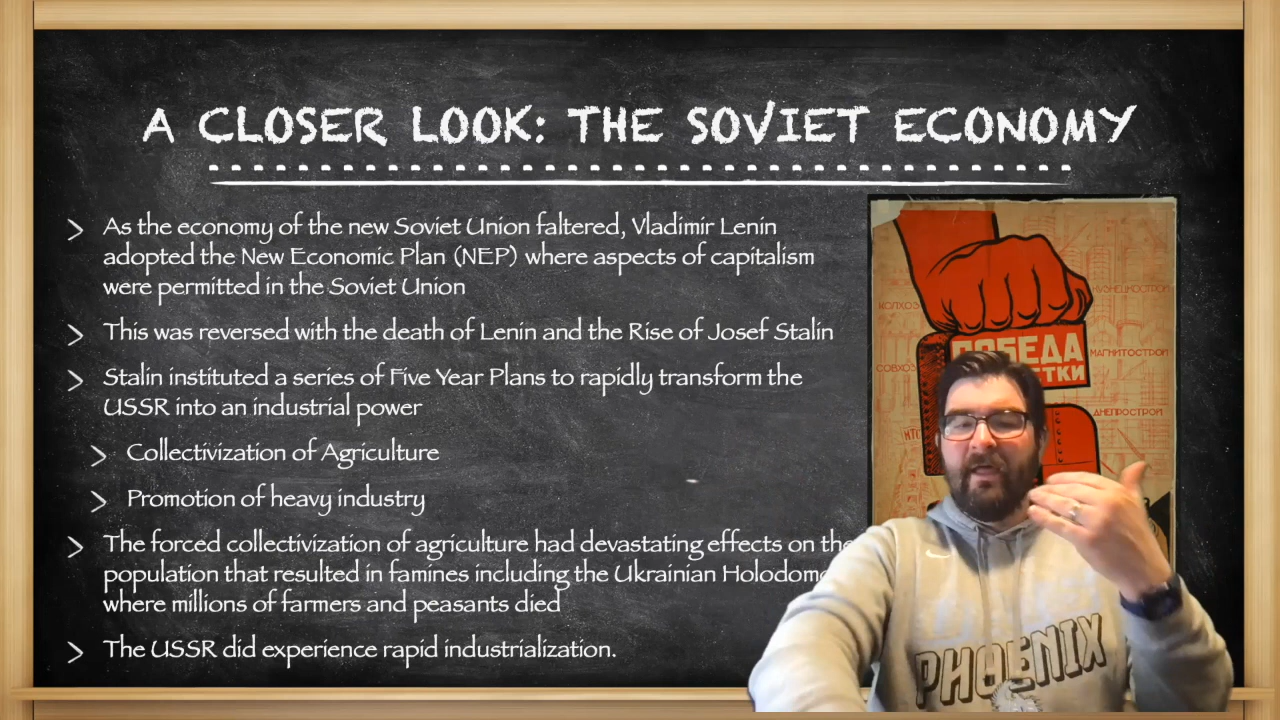 A CLOSER LOOK: THE SOVIET ECONOMY
As the economy of the new Soviet Union faltered, Vladimir Lenin
adopted the New Economic Plan (NEP) where aspects of capitalism
were permitted in the Soviet Union
This was reversed with the death of Lenin and the Rise of Josef Stalin
Stalin instituted a series of Five Year Plans to rapidly transform the
USSR into an industrial power
Collectivization of Agriculture
Promotion of heavy industry
The forced collectivization of agriculture had devastating effects on the
population that resulted in famines including the Ukrainian
where millions of farmers and peasants died
The USSR did experience rapid industrialization.
КУЗНЕЦКОСТРОЙ
КОЛХОЗ
МАГНИТОСТРОЙ
СОВХОЗ
ДНЕПРОСТРОЙ
PHOENIX